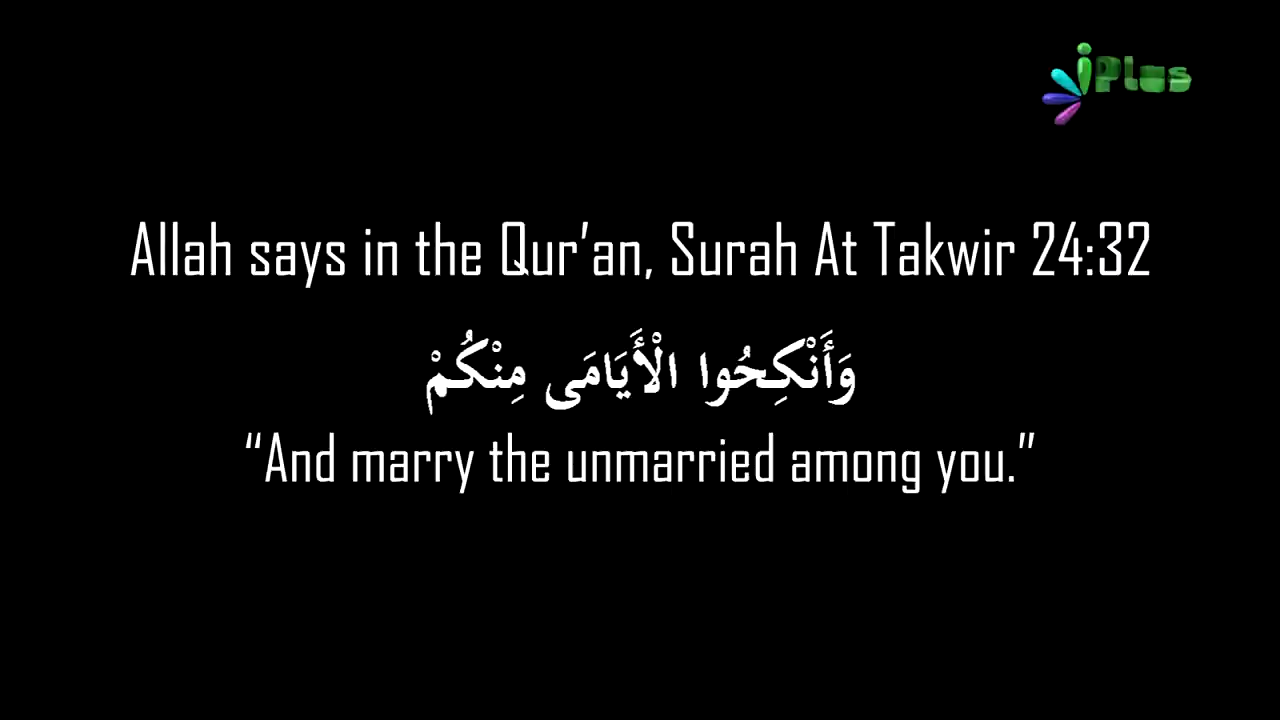 iPlus
Allah says in the Qur’an, Surah At Takwir 24:32
وَأَنْكِحُوا الْأَيَامَى مِنْكُمْ
“And marry the unmarried among you.”